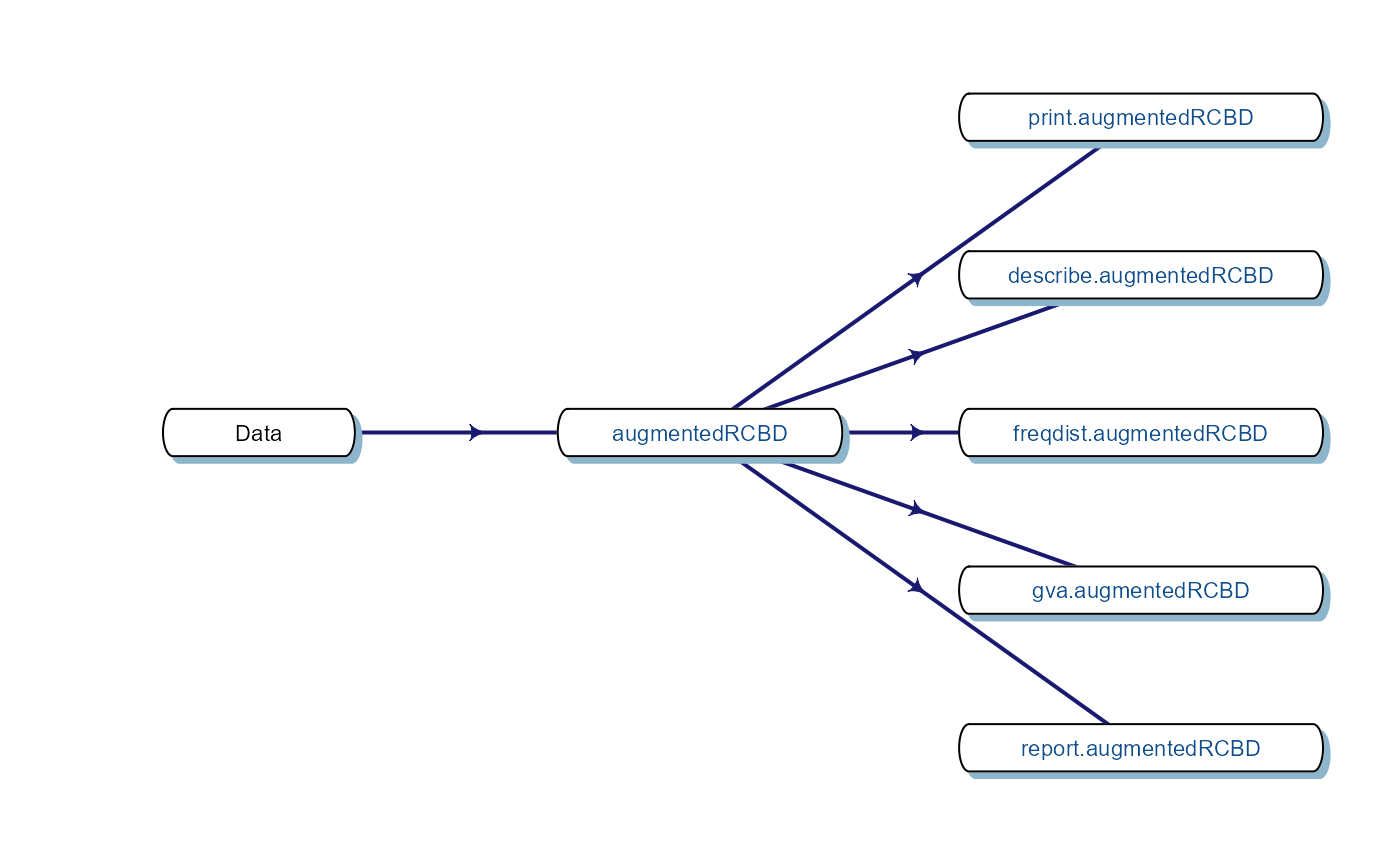 print.augmentedRCBD
describe.augmentedRCBD
Data
augmentedRCBD
freqdist.augmentedRCBD
gva.augmentedRCBD
report.augmentedRCBD